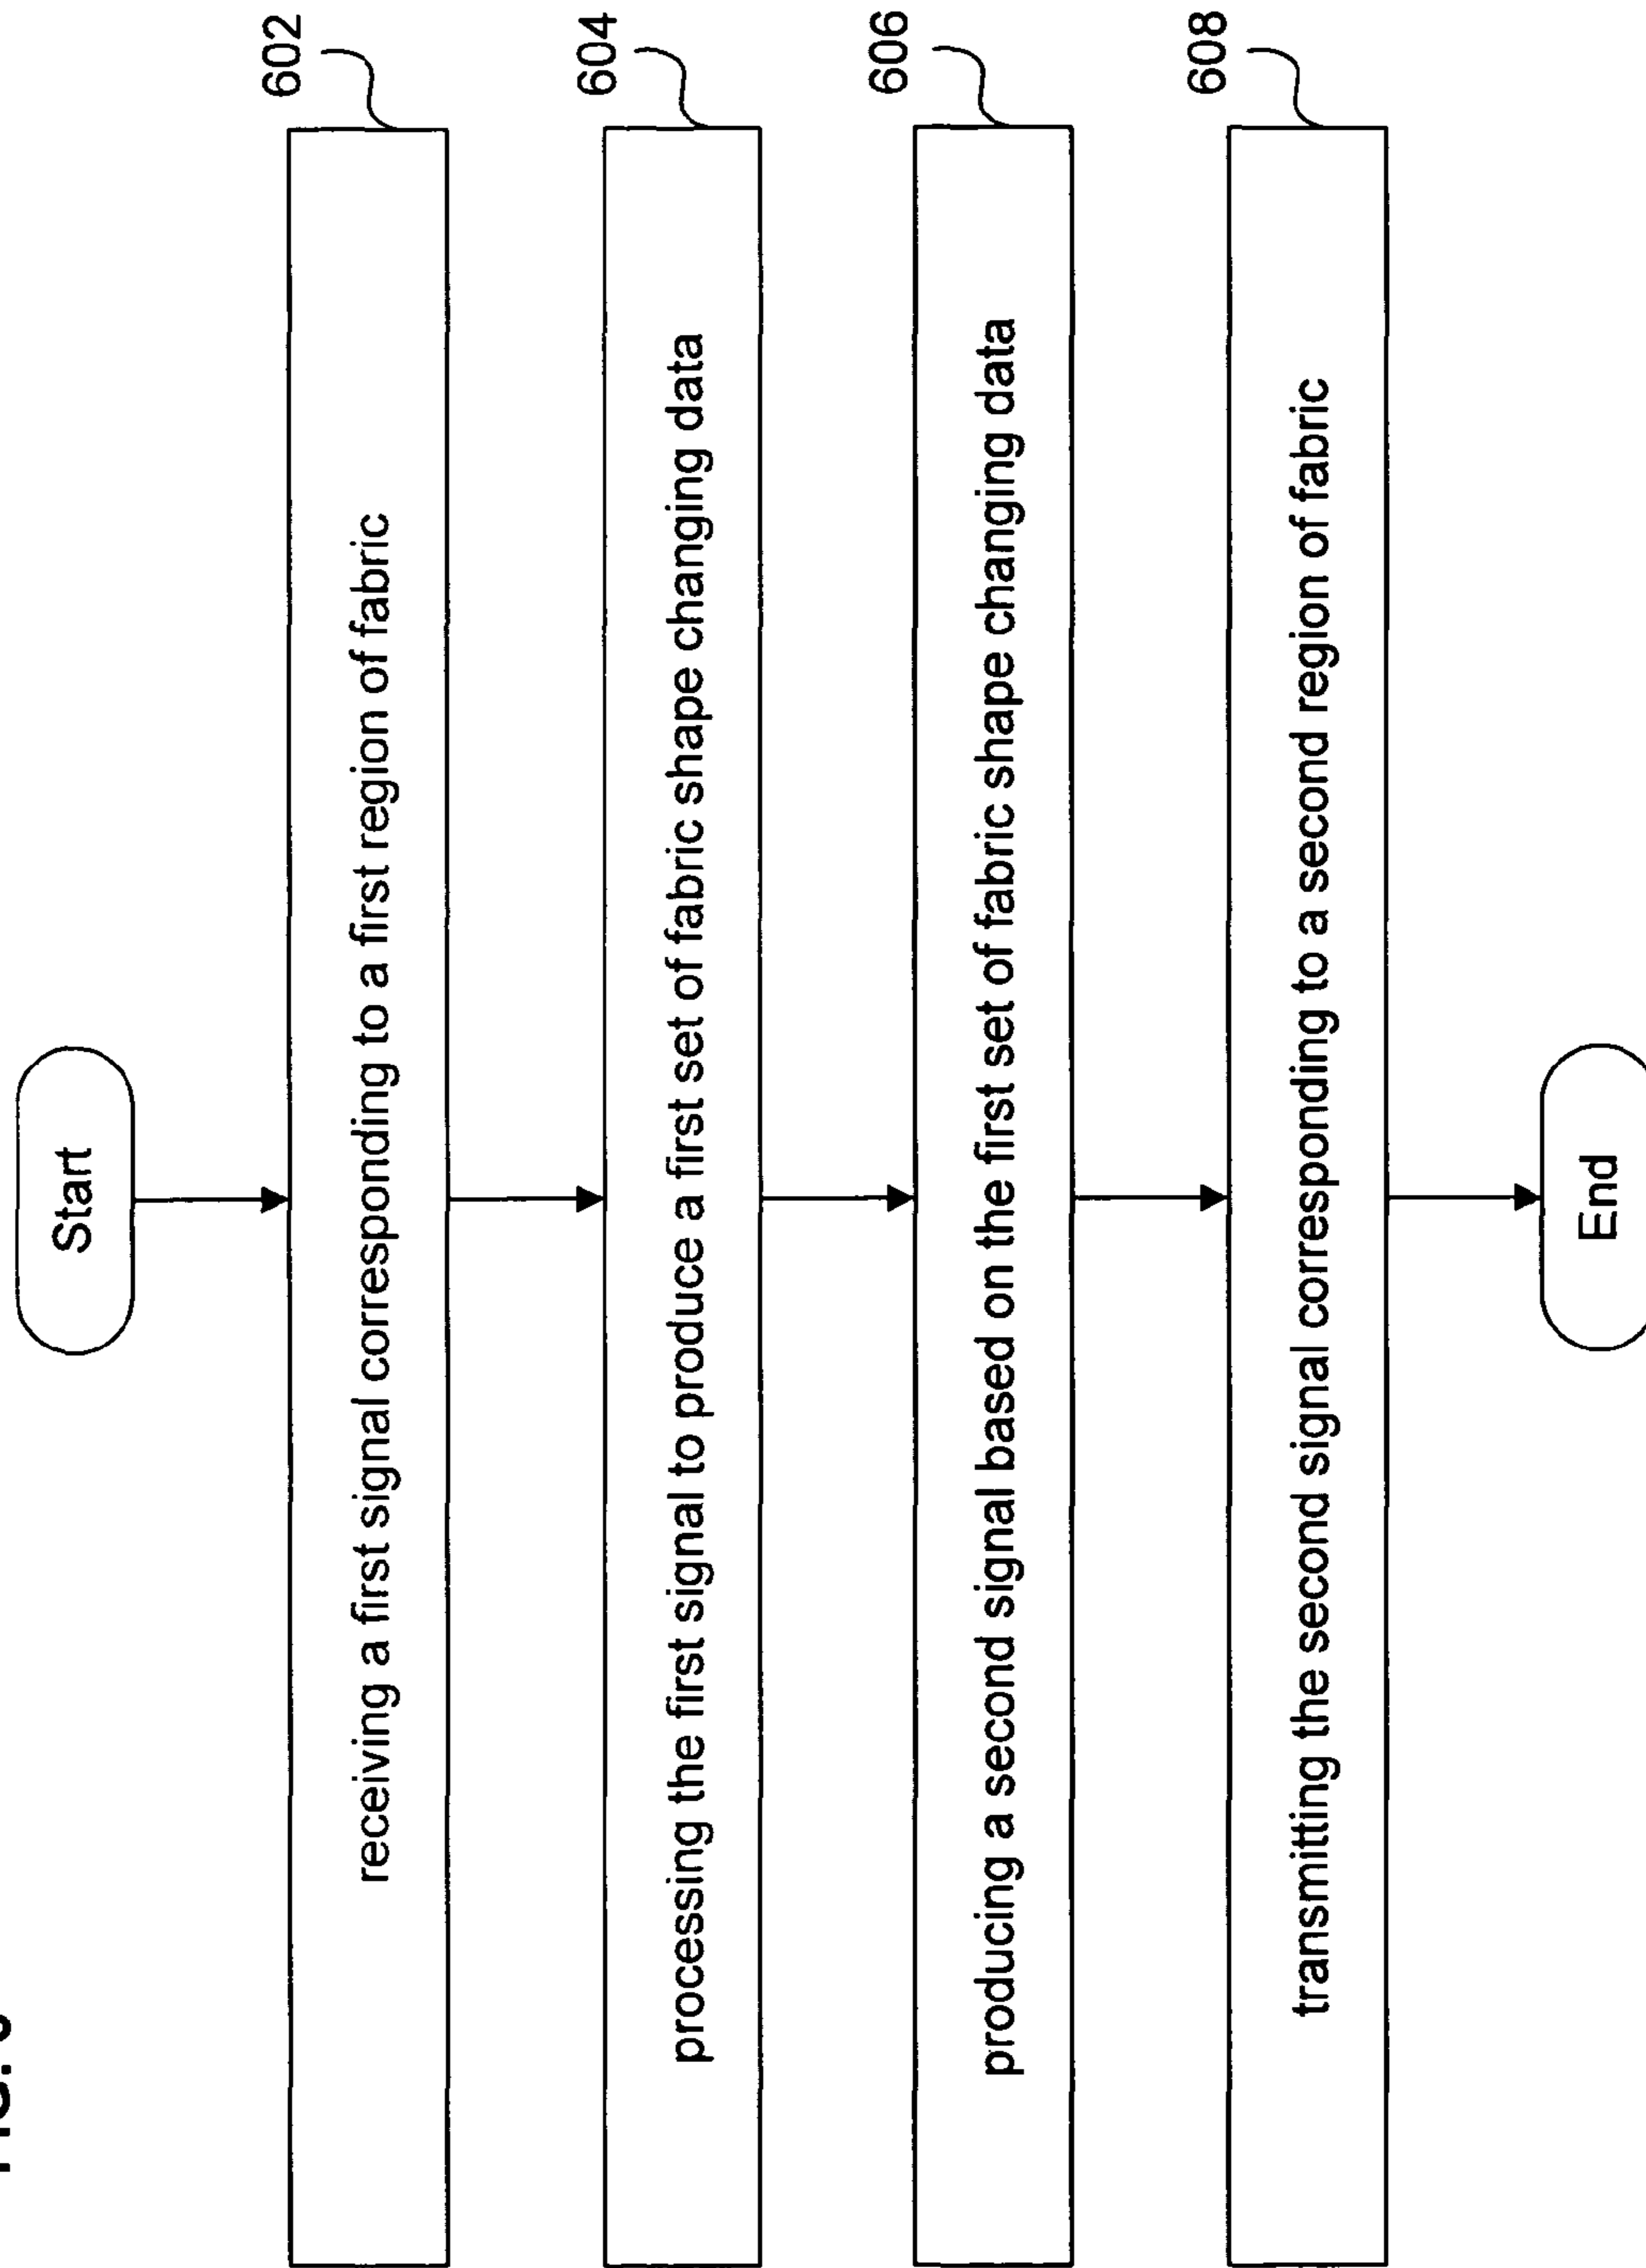 Start
602
receiving a first signal corresponding to a first region of fabric
604
processing the first signal to produce a first set of fabric shape changing data
606
producing a second signal based on the first set of fabric shape changing data
608
transmitting the second signal corresponding to a second region of fabric
End